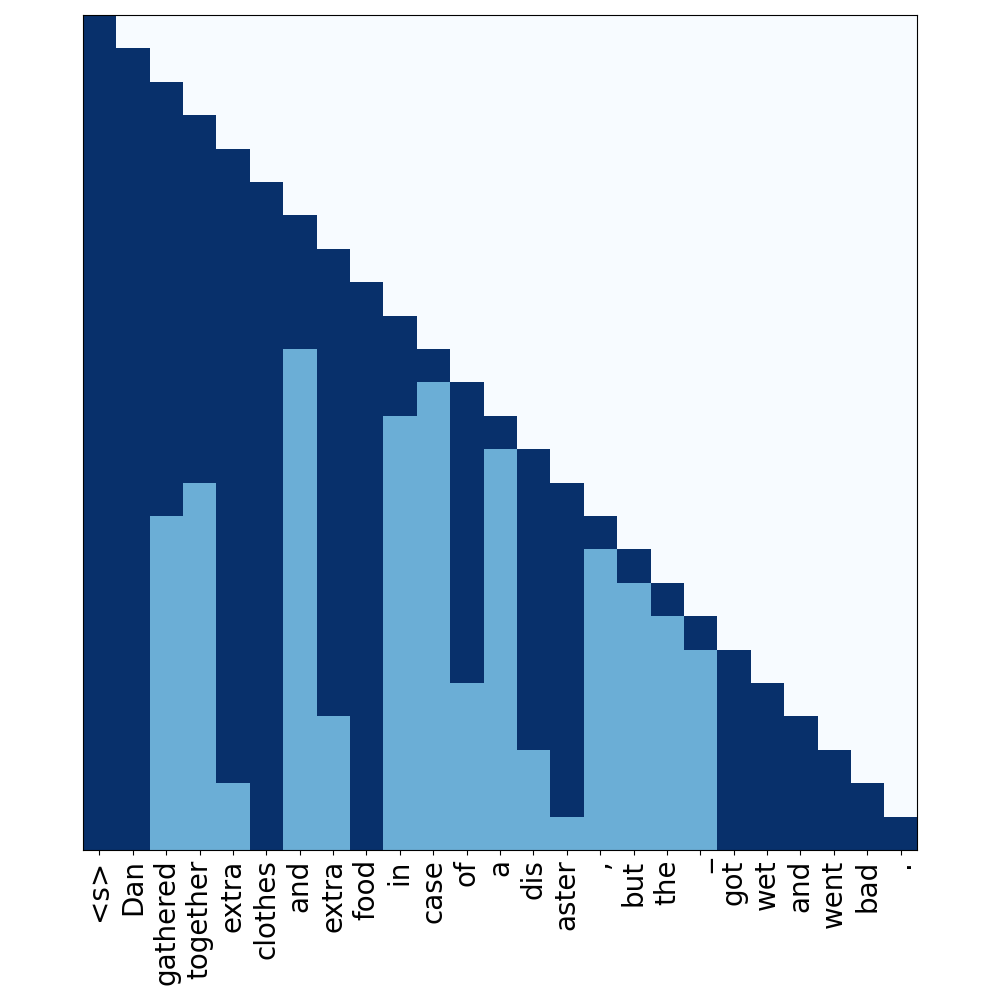 <s> Dan gathered together extra clothes and extra food in case of a dis aster , but the _ got wet and went bad .